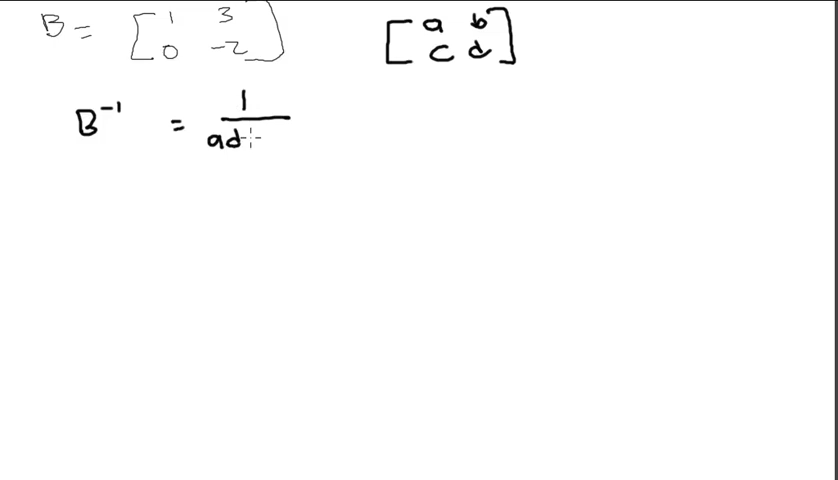 B = [1 3
0 -2]
[a b
c d]
B⁻¹ = 1
ad